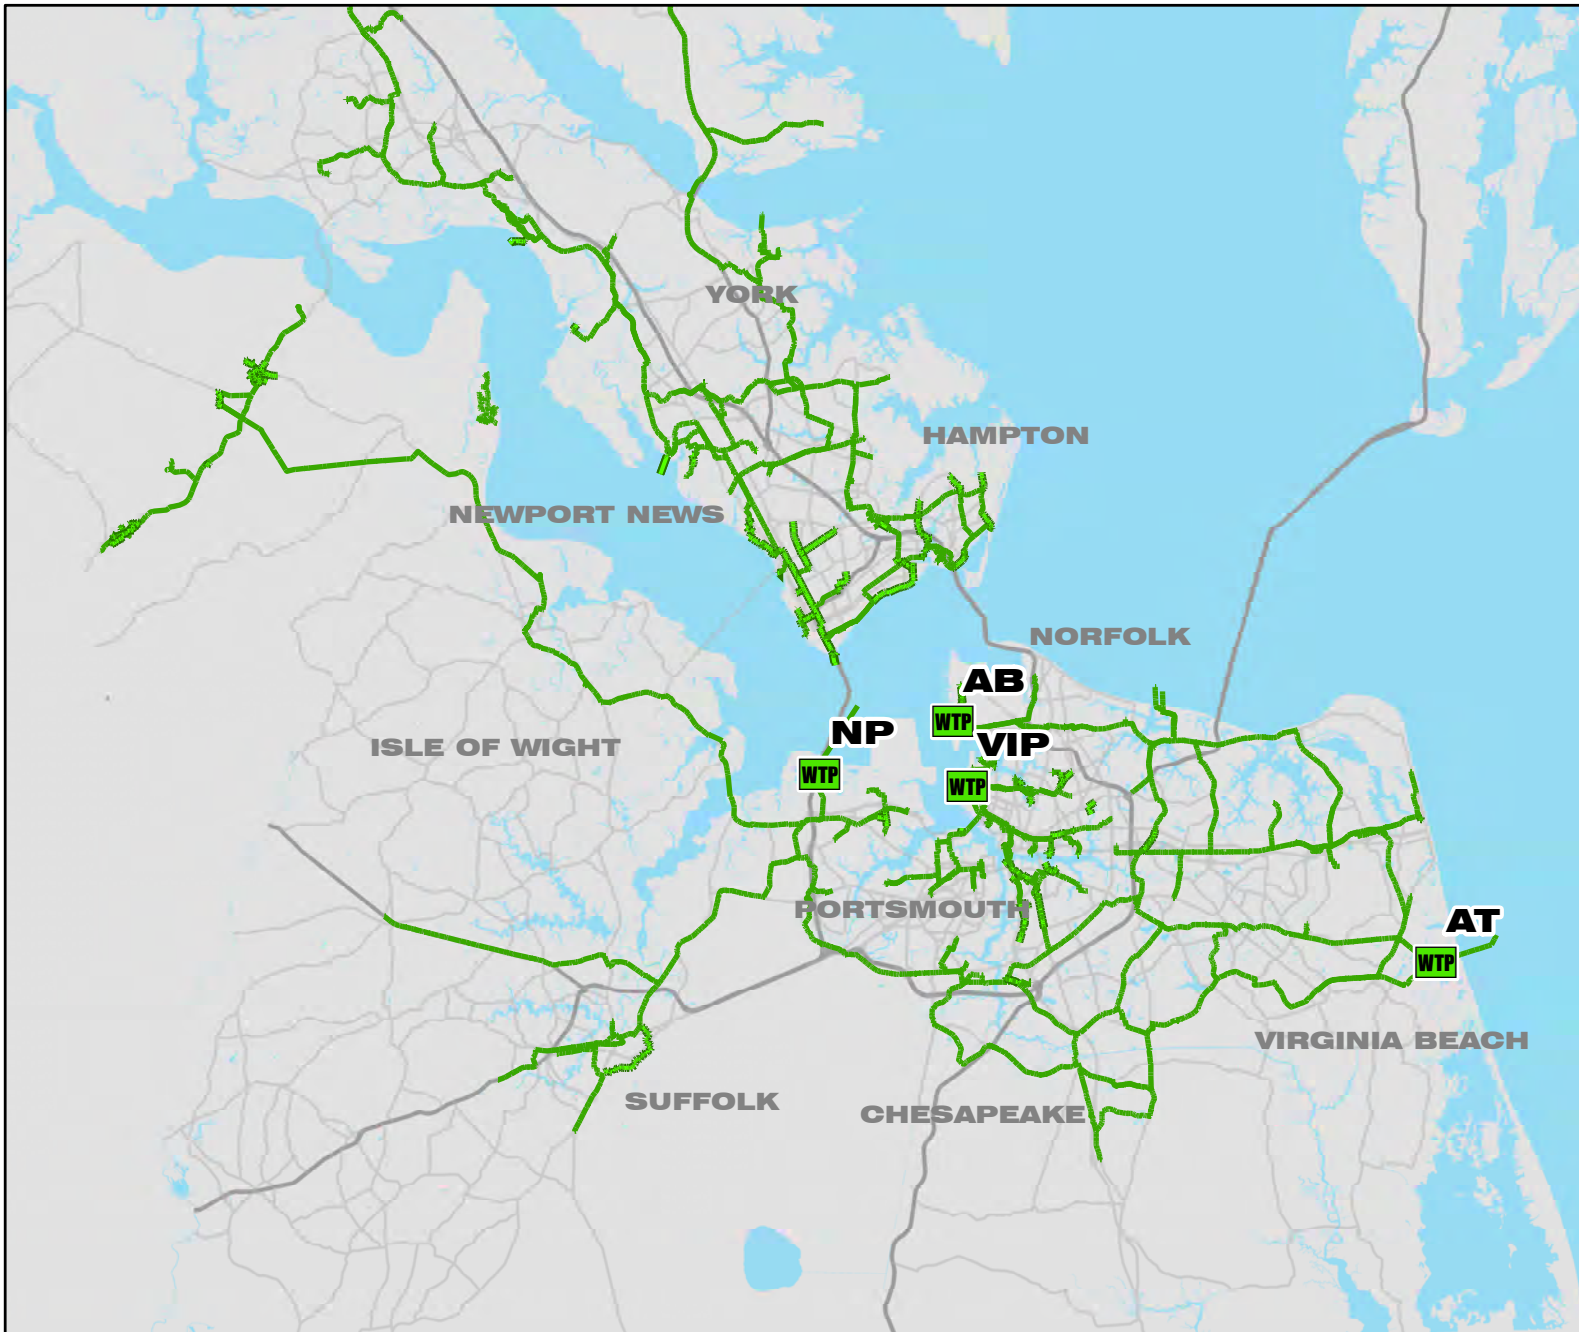 YORK
HAMPTON
NEWPORT NEWS
NORFOLK
AB
WTP
NP
VIP
ISLE OF WIGHT
WTP
WTP
PORTSMOUTH
AT
WTP
VIRGINIA BEACH
SUFFOLK
CHESAPEAKE